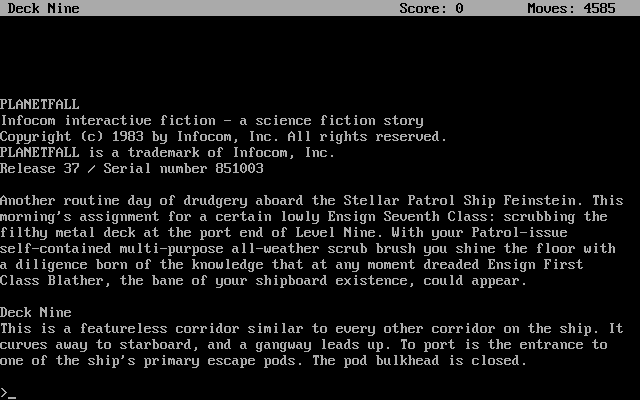 Deck Nine Score: 0 Moves: 4585
PLANETFALL
Infocom interactive fiction - a science fiction story
Copyright (c) 1983 by Infocom, Inc. All rights reserved.
PLANETFALL is a trademark of Infocom, Inc.
Release 37 / Serial number 851003
Another routine day of drudgery aboard the Stellar Patrol Ship Feinstein. This
morning's assignment for a certain lowly Ensign Seventh Class: scrubbing the
filthy metal deck at the port end of Level Nine. With your Patrol-issue
self-contained multi-purpose all-weather scrub brush you shine the floor with
a diligence born of the knowledge that at any moment dreaded Ensign First
Class Blather, the bane of your shipboard existence, could appear.
Deck Nine
This is a featureless corridor similar to every other corridor on the ship. It
curves away to starboard, and a gangway leads up. To port is the entrance to
one of the ship's primary escape pods. The pod bulkhead is closed.
>_